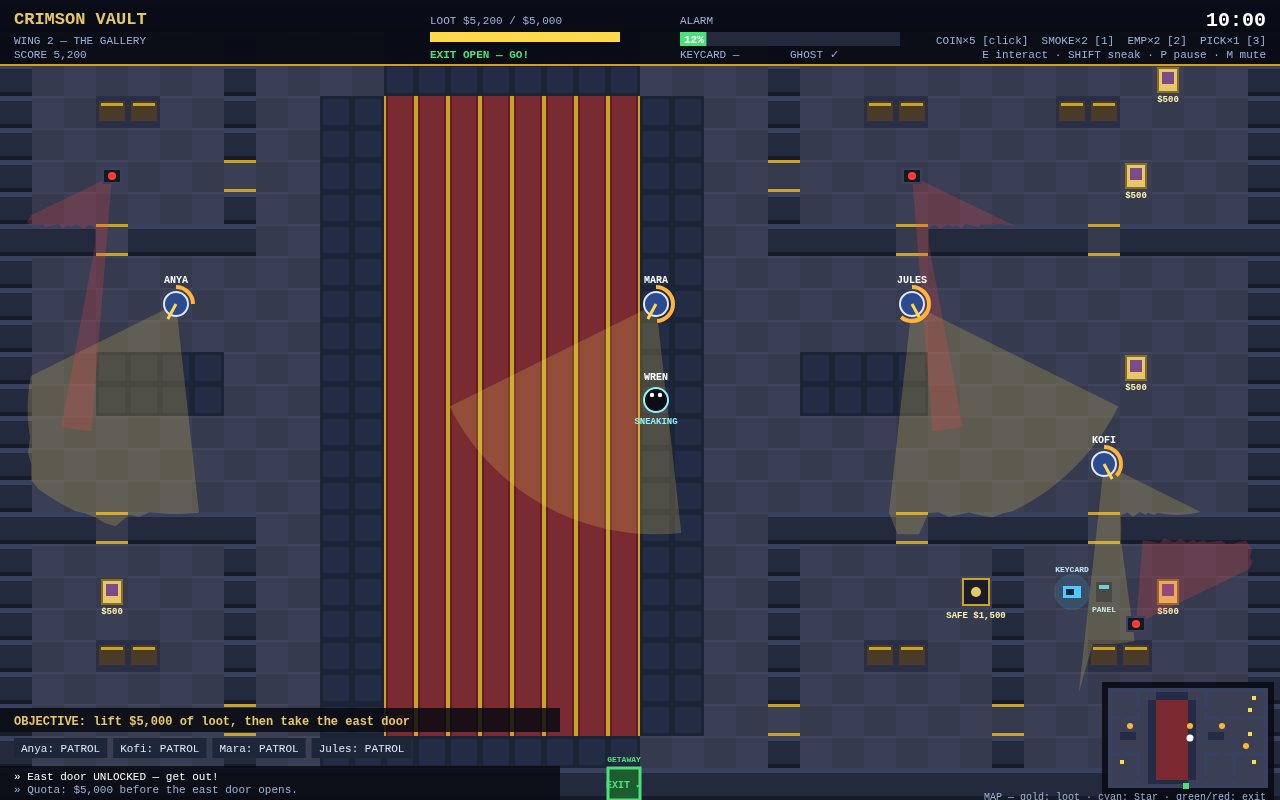 CRIMSON VAULT
WING 2 — THE GALLERY
SCORE 5,200
LOOT $5,200 / $5,000
EXIT OPEN — GO!
ALARM
12%
KEYCARD —
GHOST ✓
10:00
COIN×5 [click] SMOKE×2 [1] EMP×2 [2] PICK×1 [3]
E interact · SHIFT sneak · P pause · M mute
$500
$500
ANYA
MARA
JULES
WREN
SNEAKING
$500
KOFI
KEYCARD
PANEL
$500
SAFE $1,500
$500
OBJECTIVE: lift $5,000 of loot, then take the east door
Anya: PATROL
Kofi: PATROL
Mara: PATROL
Jules: PATROL
» East door UNLOCKED — get out!
» Quota: $5,000 before the east door opens.
GETAWAY
EXIT
MAP — gold: loot · cyan: Star · green/red: exit